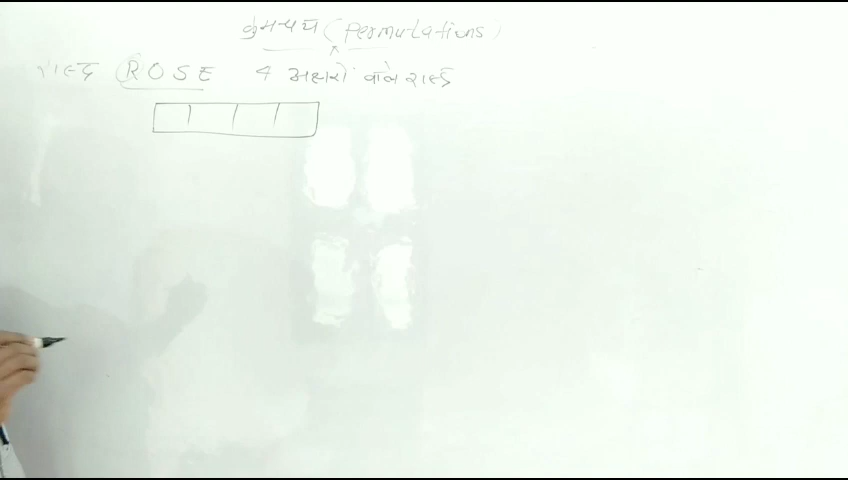 क्रमचय (Permutations)
शब्द ROSE 4 अक्षरों वाले शब्द